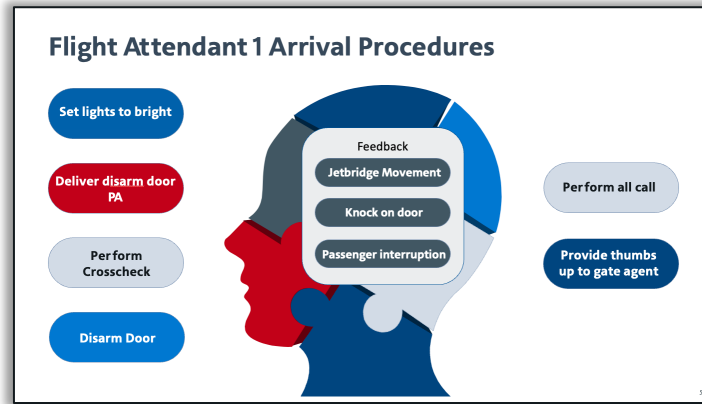 Flight Attendant 1 Arrival Procedures
Set lights to bright
Deliver disarm door
PA
Perform
Crosscheck
Disarm Door
Feedback
Jetbridge Movement
Knock on door
Passenger interruption
Perform all call
Provide thumbs
up to gate agent
5